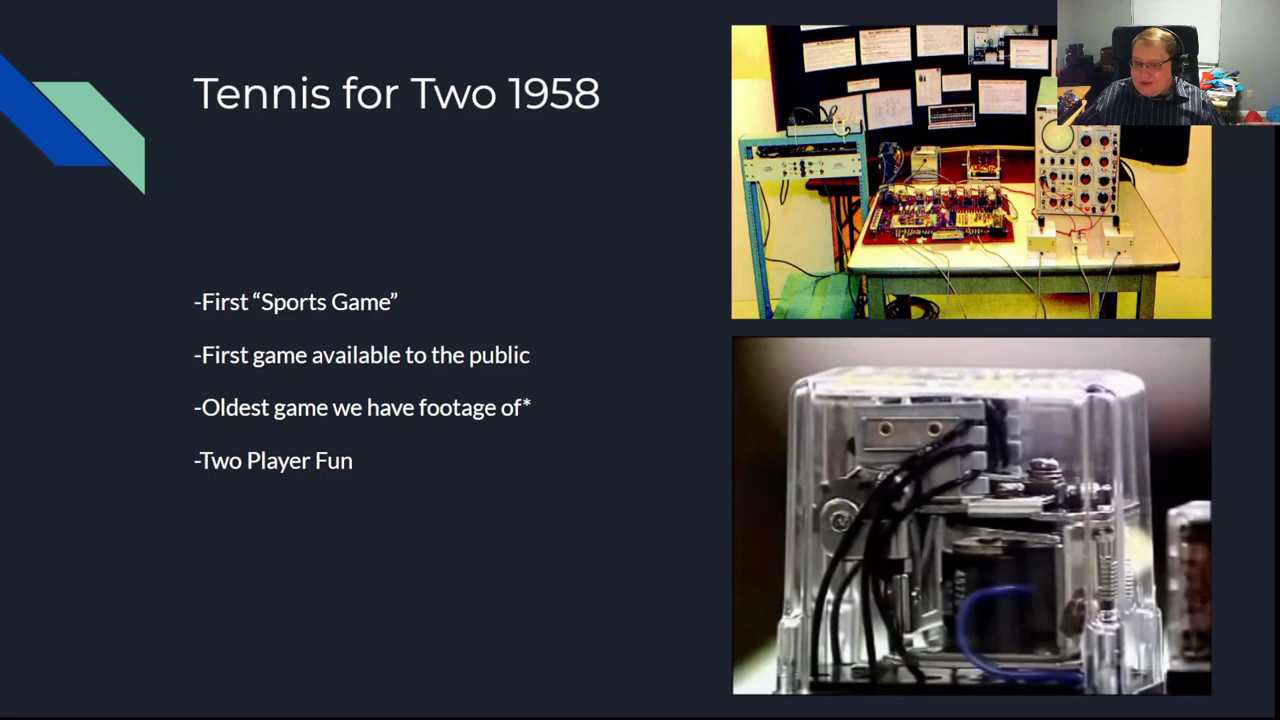 Tennis for Two 1958
-First “Sports Game”
-First game available to the public
-Oldest game we have footage of*
-Two Player Fun